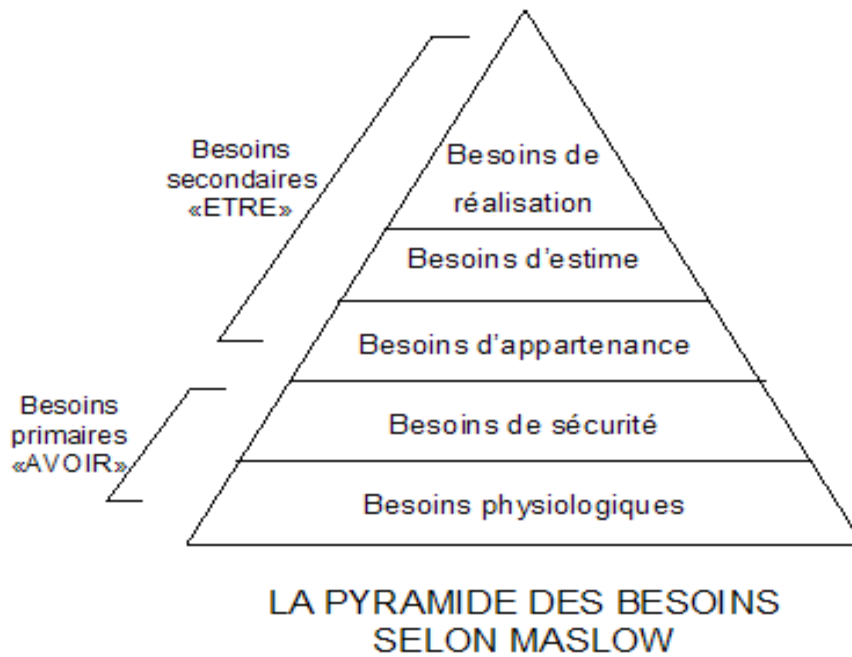 Besoins de
réalisation
Besoins
secondaires
«ETRE»
Besoins d'estime
Besoins d'appartenance
Besoins
primaires
«AVOIR»
Besoins de sécurité
Besoins physiologiques
LA PYRAMIDE DES BESOINS
SELON MASLOW